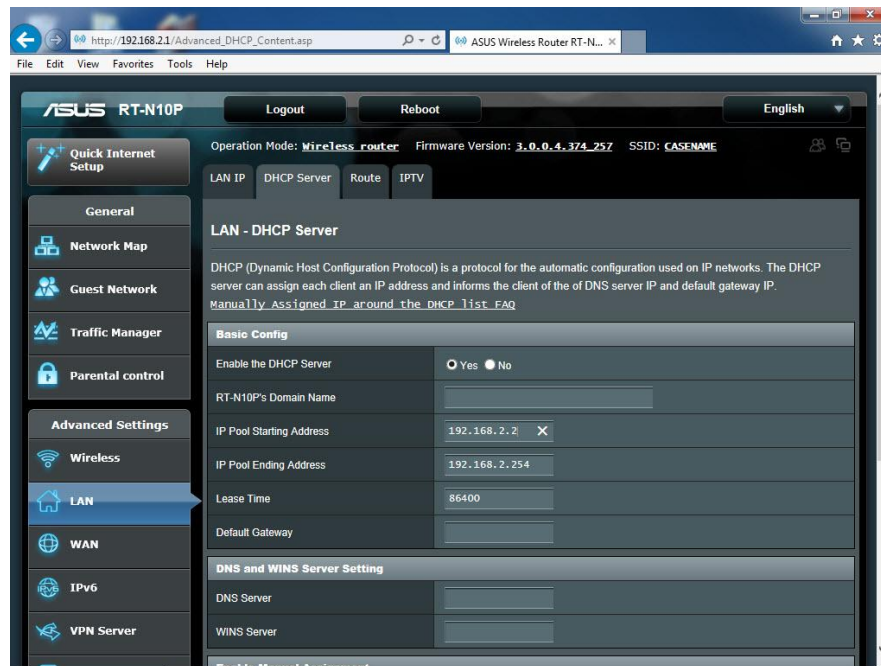 http://192.168.2.1/Advanced_DHCP_Content.asp
ASUS Wireless Router RT-N...
File Edit View Favorites Tools Help
ASUS RT-N10P
Logout
Reboot
English
Quick Internet
Setup
Operation Mode: Wireless router Firmware Version: 3.0.0.4.374_257 SSID: CASENAME
LAN IP
DHCP Server
Route
IPTV
General
Network Map
Guest Network
Traffic Manager
Parental control
Advanced Settings
Wireless
LAN
WAN
IPv6
IPv6
VPN Server
LAN - DHCP Server
DHCP (Dynamic Host Configuration Protocol) is a protocol for the automatic configuration used on IP networks. The DHCP
server can assign each client an IP address and informs the client of the of DNS server IP and default gateway IP.
Manually Assigned IP around the DHCP list FAQ
Basic Config
Enable the DHCP Server Yes No
RT-N10P's Domain Name
IP Pool Starting Address 192.168.2.2
IP Pool Ending Address 192.168.2.254
Lease Time 86400
Default Gateway
DNS and WINS Server Setting
DNS Server
WINS Server